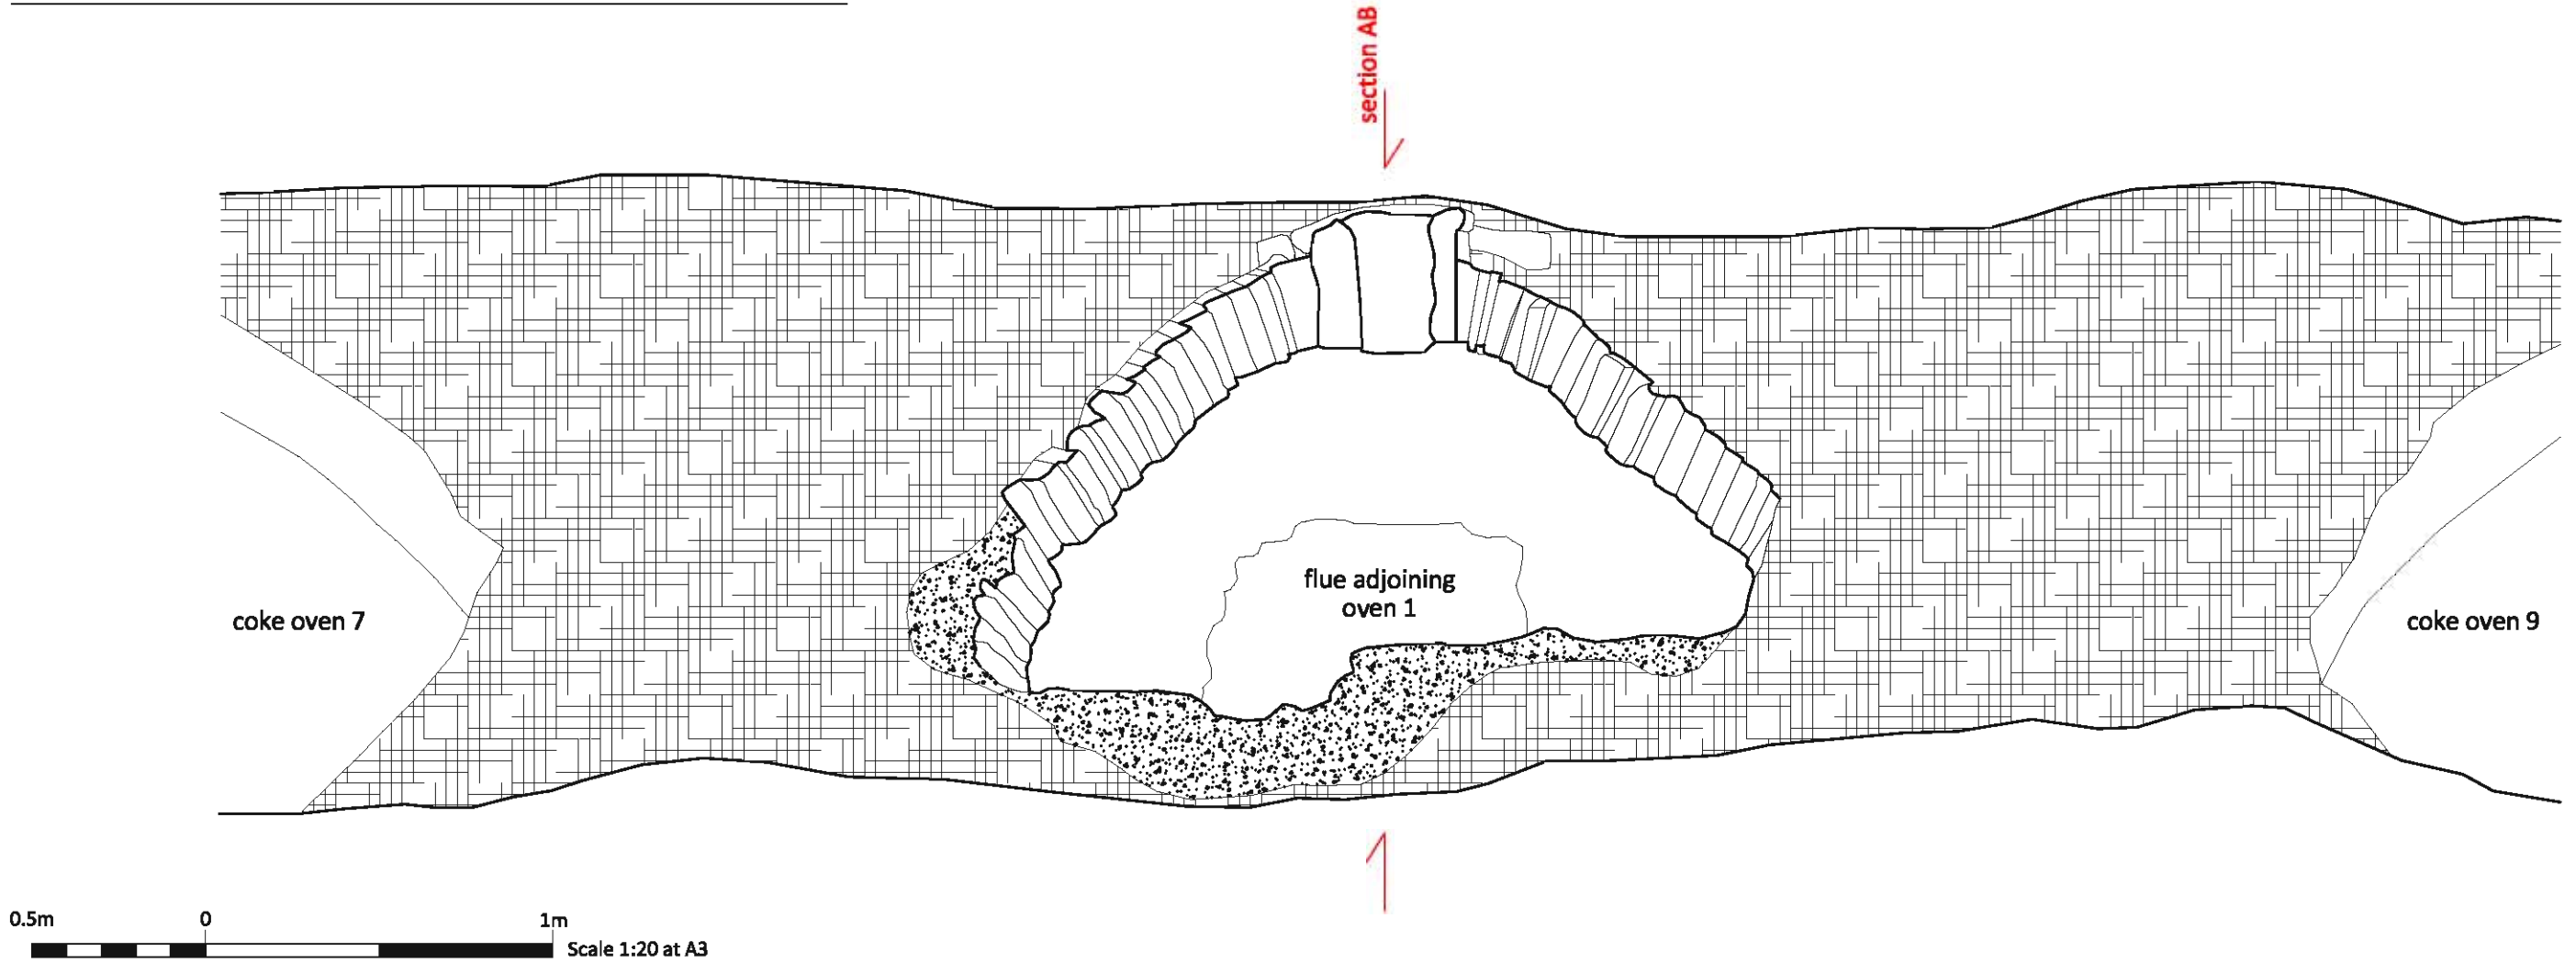 section AB
flue adjoining
oven 1
coke oven 7
coke oven 9
0.5m 0 1m
Scale 1:20 at A3